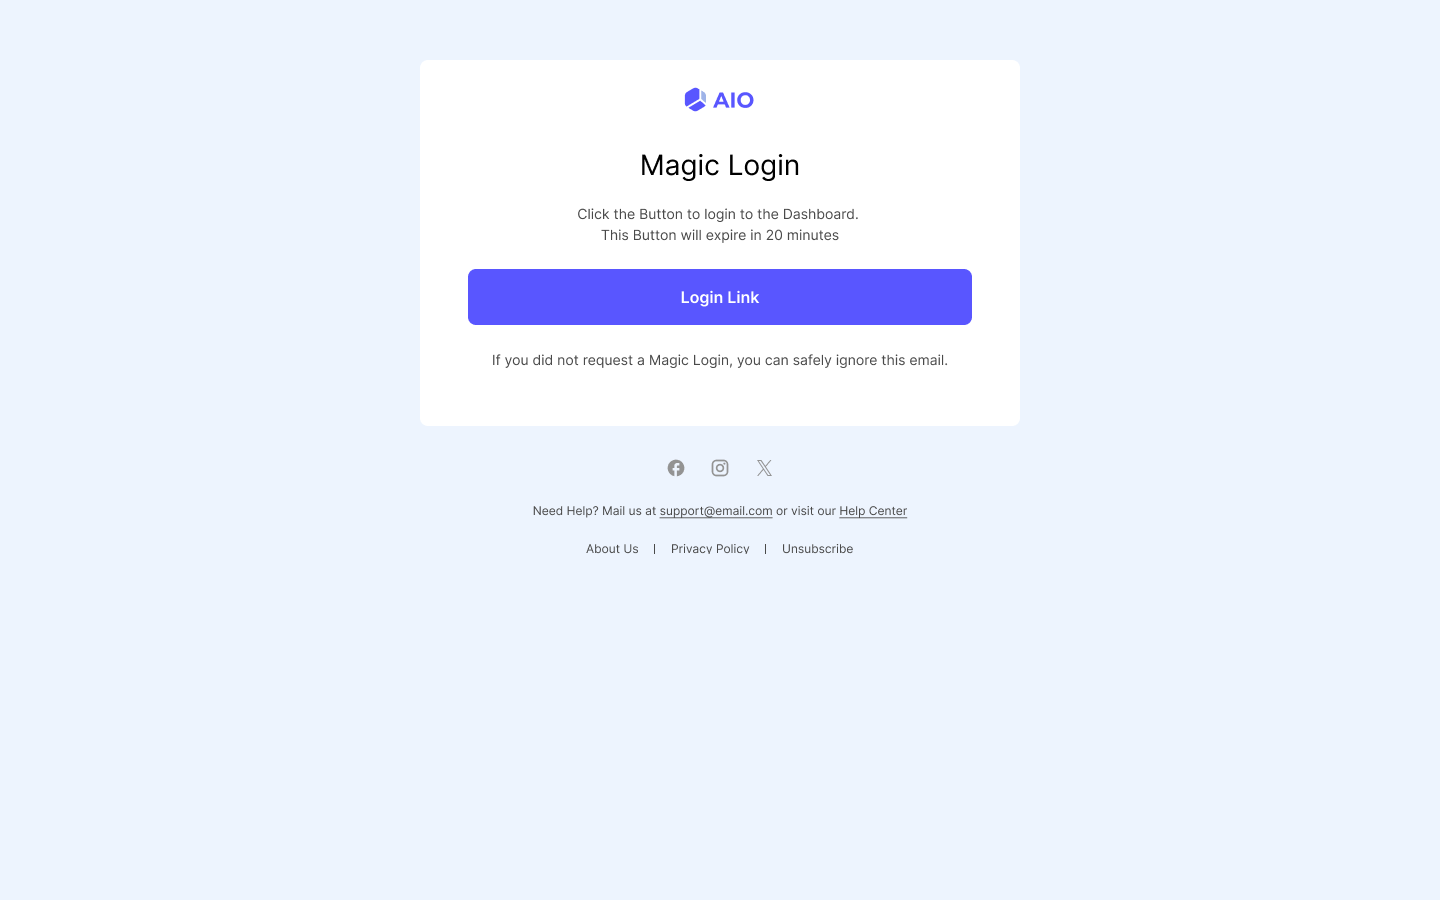 AIO
Magic Login
Click the Button to login to the Dashboard.
This Button will expire in 20 minutes
Login Link
If you did not request a Magic Login, you can safely ignore this email.
Need Help? Mail us at support@email.com or visit our Help Center
About Us | Privacy Policy | Unsubscribe